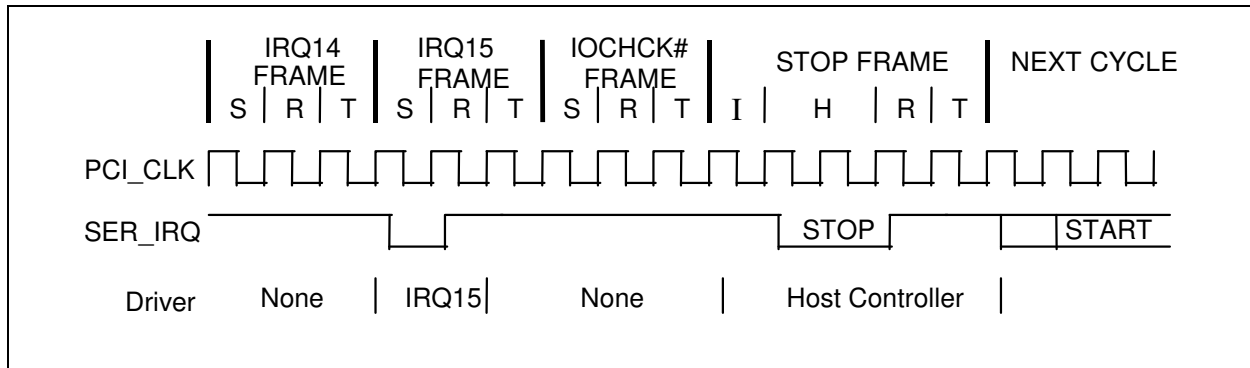 IRQ14 IRQ15 IOCHCK#
FRAME FRAME FRAME STOP FRAME NEXT CYCLE
S R T S R T S R T I H R T
PCI_CLK
SER_IRQ STOP START
Driver None IRQ15 None Host Controller